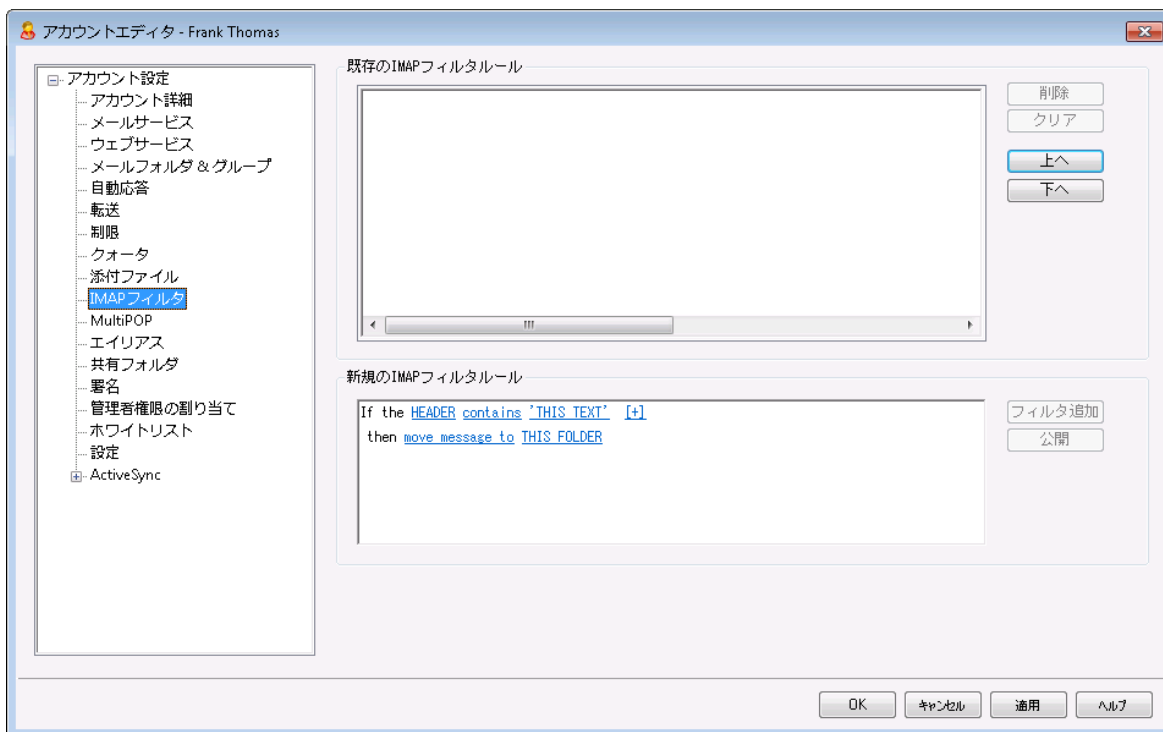 アカウントエディタ - Frank Thomas
アカウント設定
アカウント詳細
メールサービス
ウェブサービス
メールフォルダ & グループ
自動応答
転送
制限
クォータ
添付ファイル
IMAPフィルタ
MultiPOP
エイリアス
共有フォルダ
署名
管理者権限の割り当て
ホワイトリスト
設定
ActiveSync
既存のIMAPフィルタルール
削除
クリア
上へ
下へ
新規のIMAPフィルタルール
If the HEADER contains 'THIS TEXT' [+]
then move message to THIS FOLDER
フィルタ追加
公開
OK
キャンセル
適用
ヘルプ